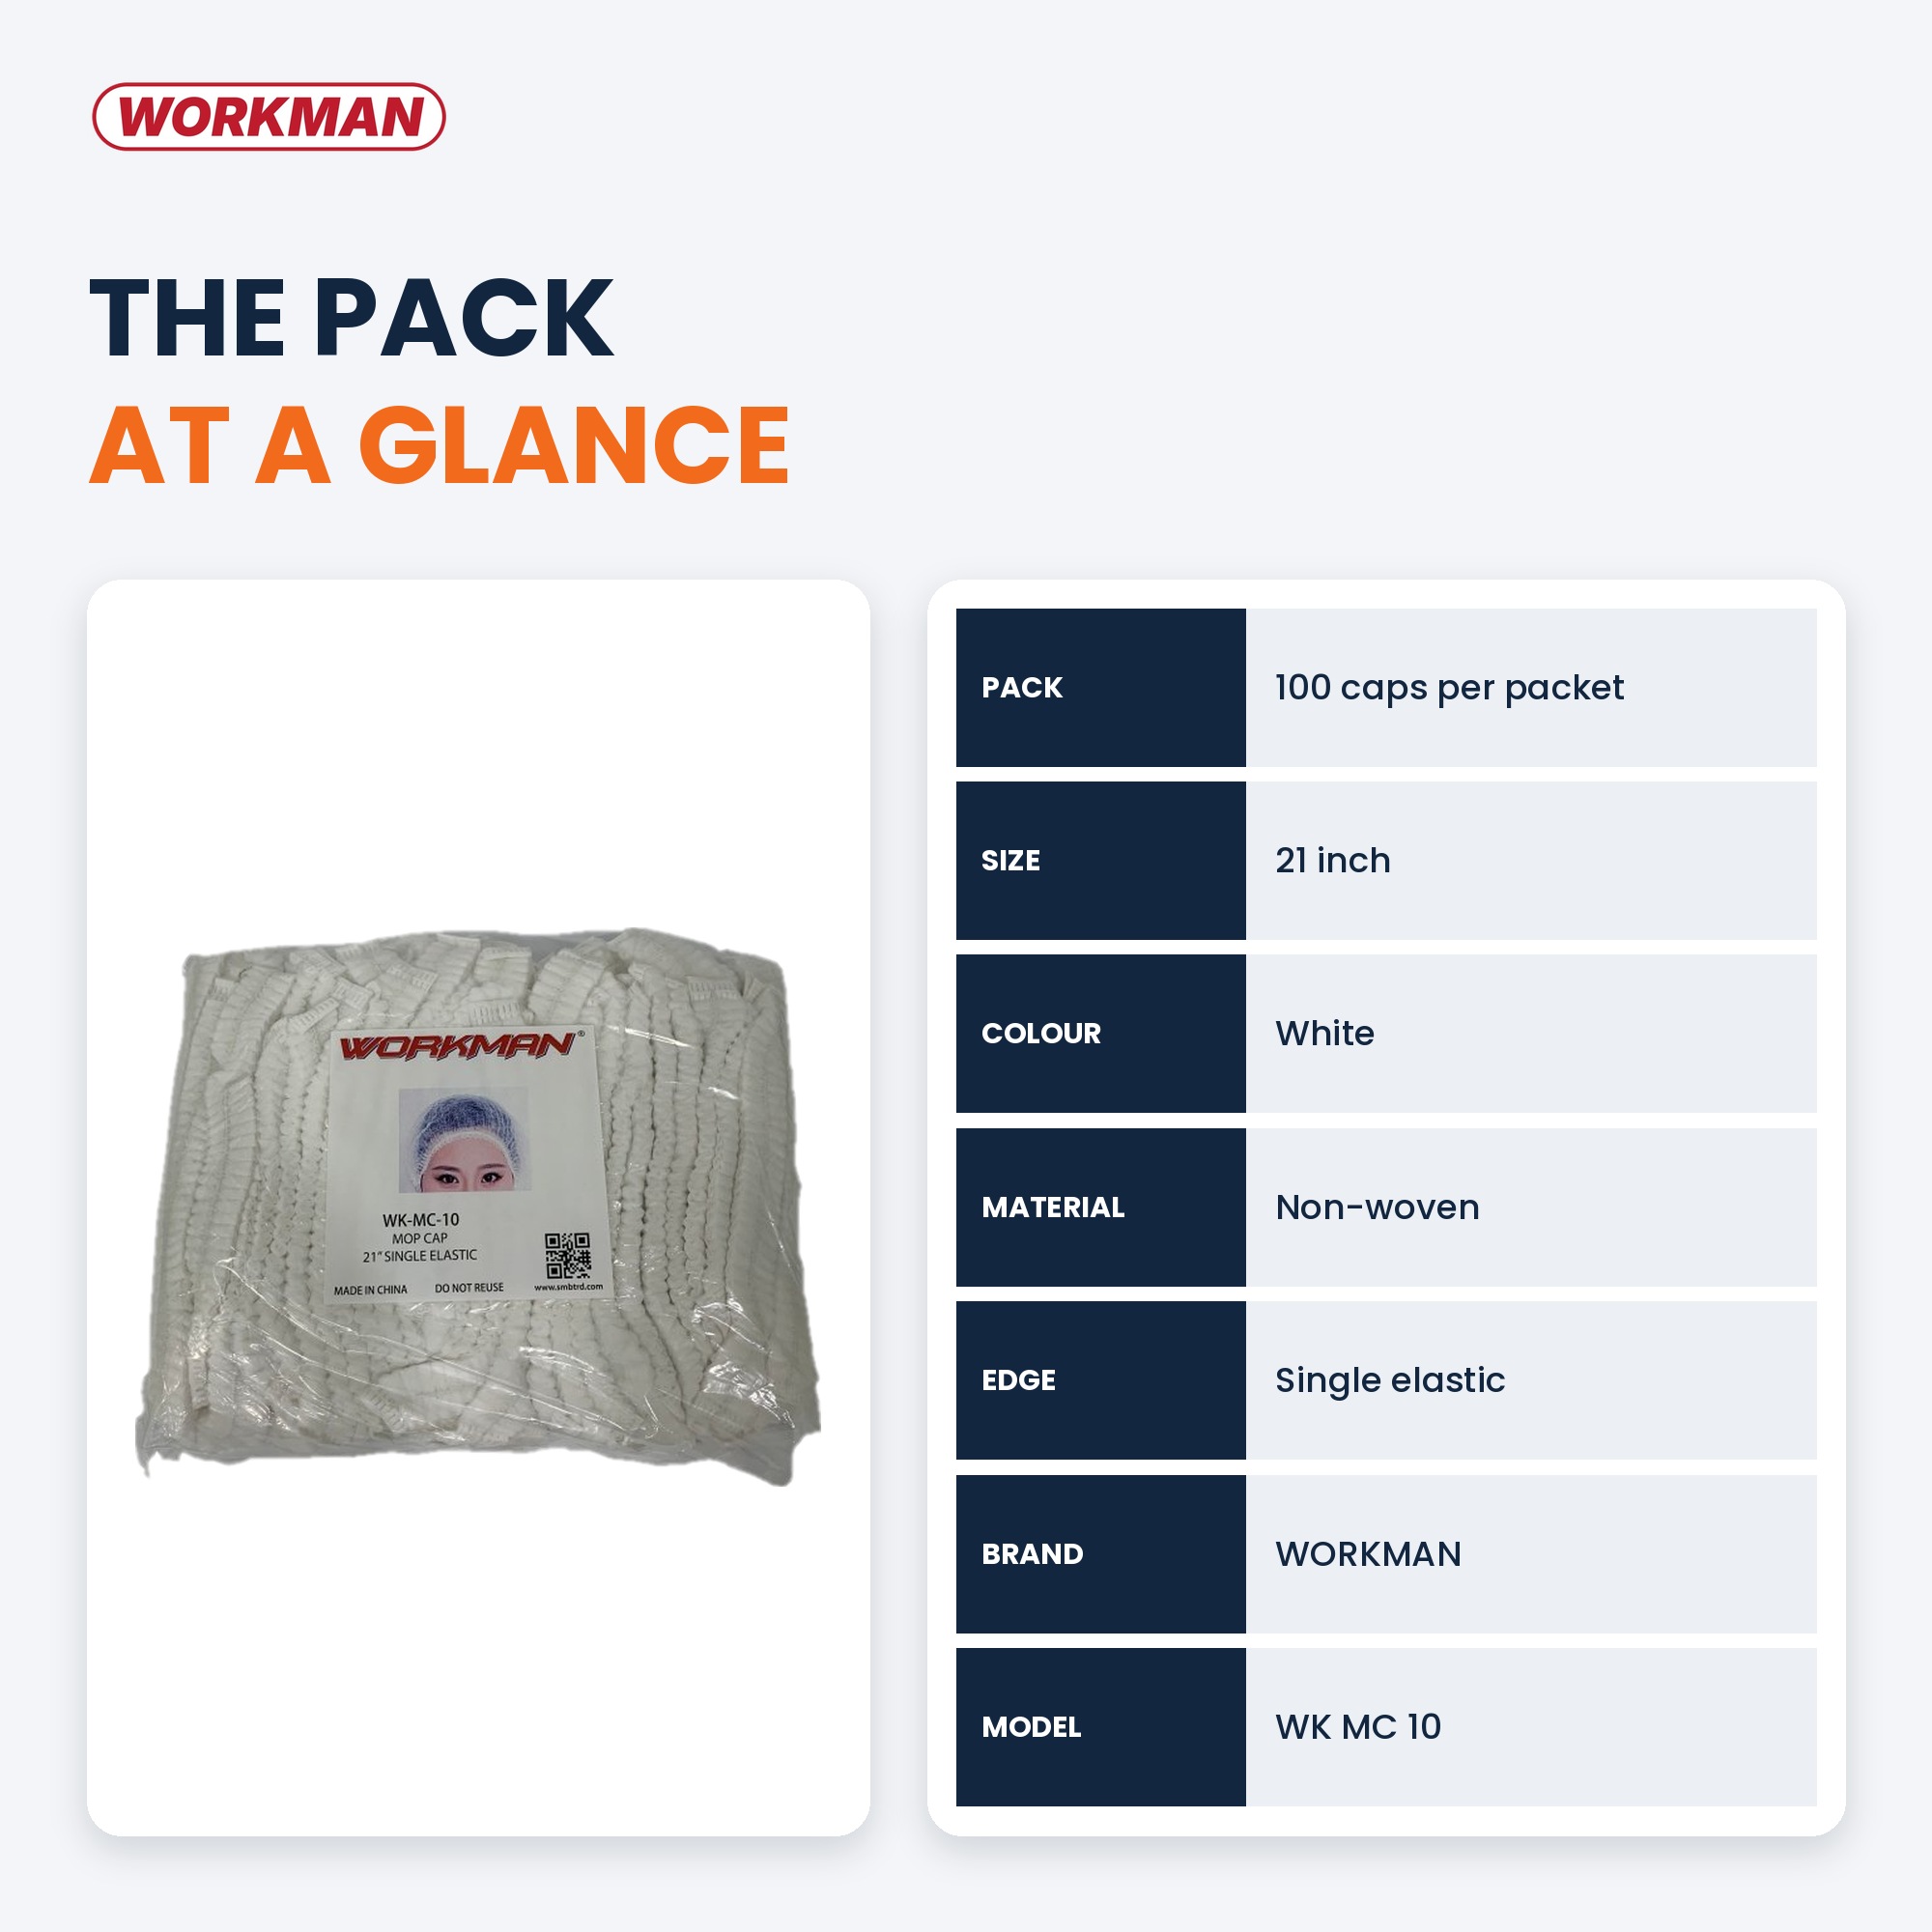 WORKMAN
THE PACK
AT A GLANCE
WORKMAN®
WK-MC-10
MOP CAP
21" SINGLE ELASTIC
MADE IN CHINA DO NOT REUSE www.smbtrd.com
PACK 100 caps per packet
SIZE 21 inch
COLOUR White
MATERIAL Non-woven
EDGE Single elastic
BRAND WORKMAN
MODEL WK MC 10